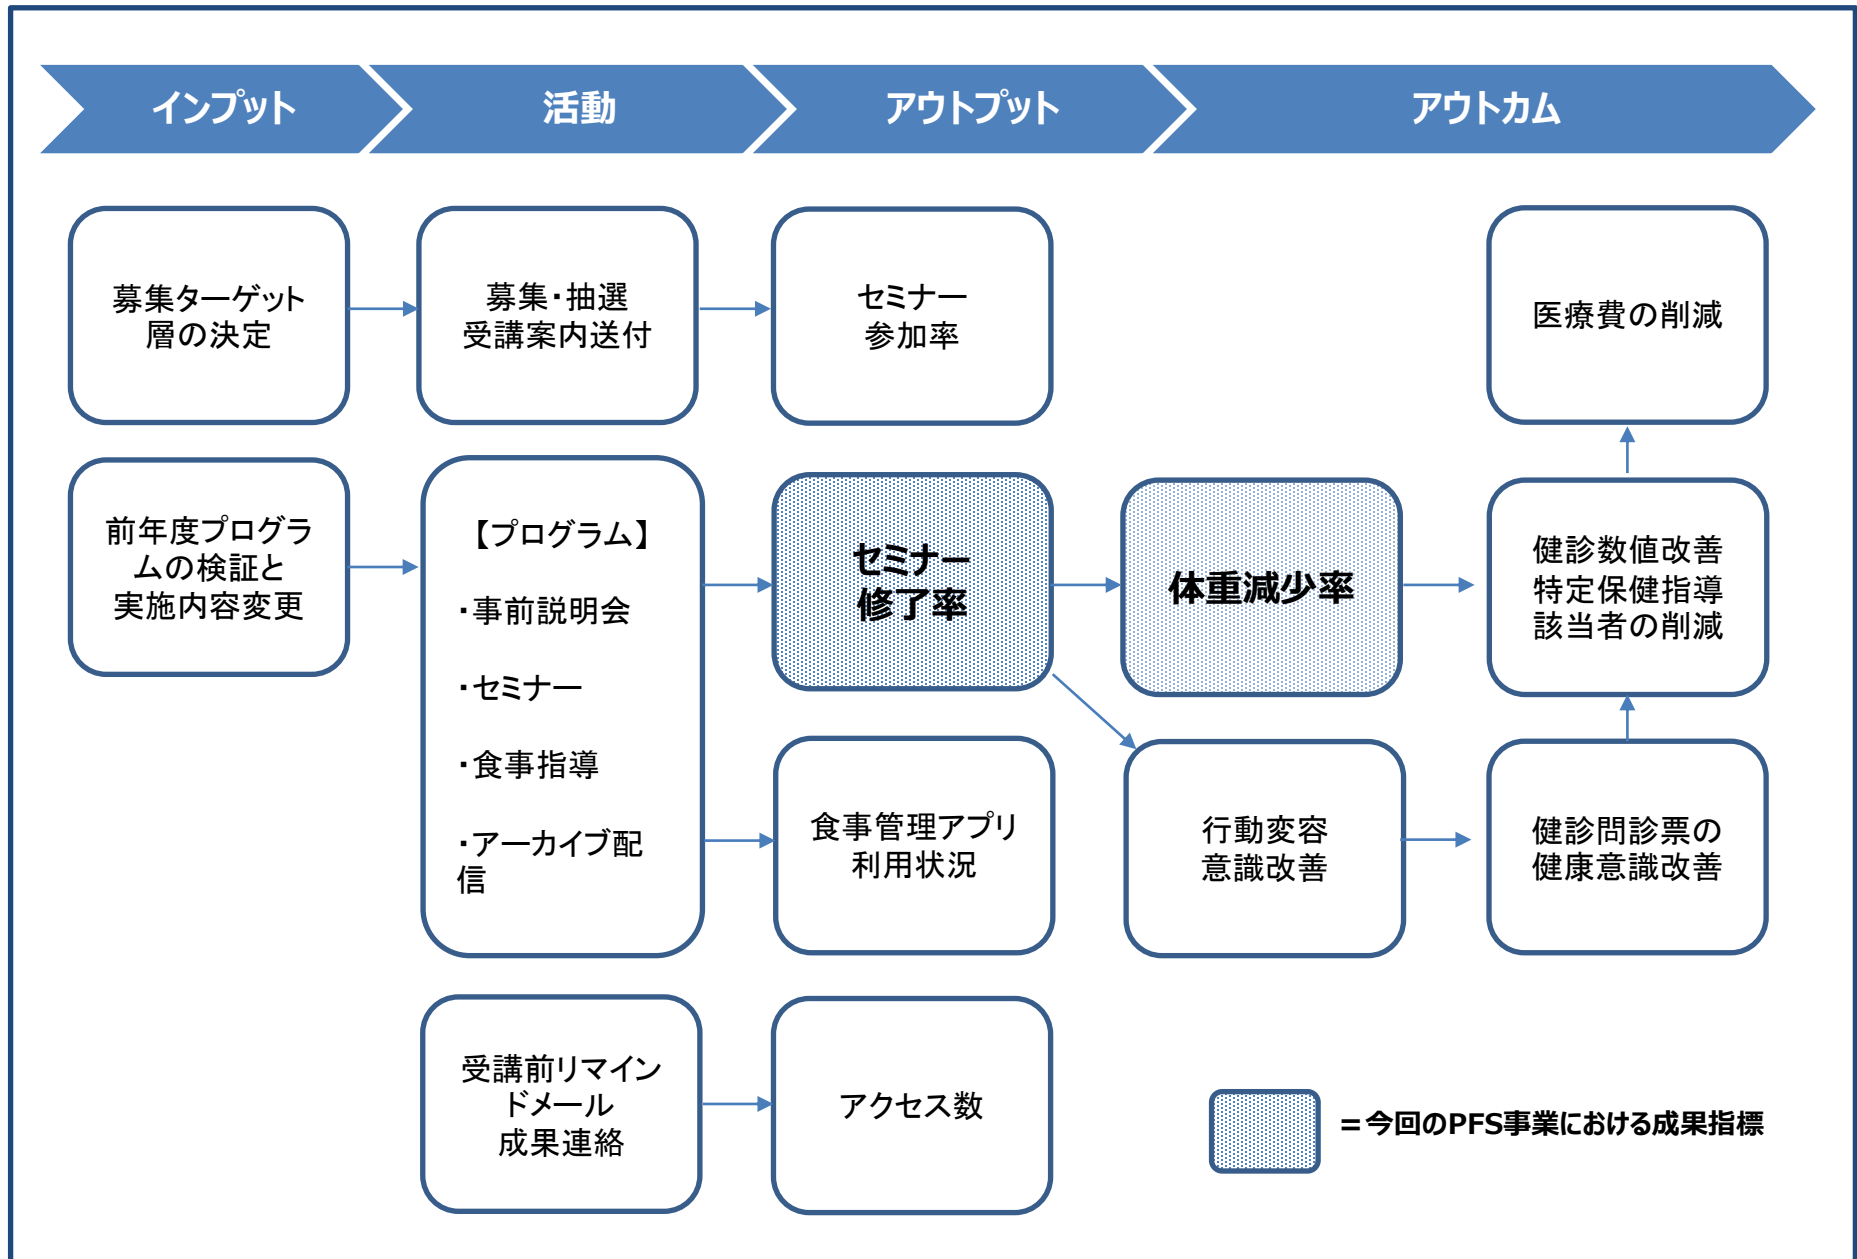 インプット
活動
アウトプット
アウトカム
募集ターゲット
層の決定
募集・抽選
受講案内送付
セミナー
参加率
医療費の削減
前年度プログラ
ムの検証と
実施内容変更
【プログラム】
・事前説明会
・セミナー
・食事指導
・アーカイブ配
信
セミナー
修了率
体重減少率
健診数値改善
特定保健指導
該当者の削減
食事管理アプリ
利用状況
行動変容
意識改善
健診問診票の
健康意識改善
受講前リマイン
ドメール
成果連絡
アクセス数
＝今回のPFS事業における成果指標